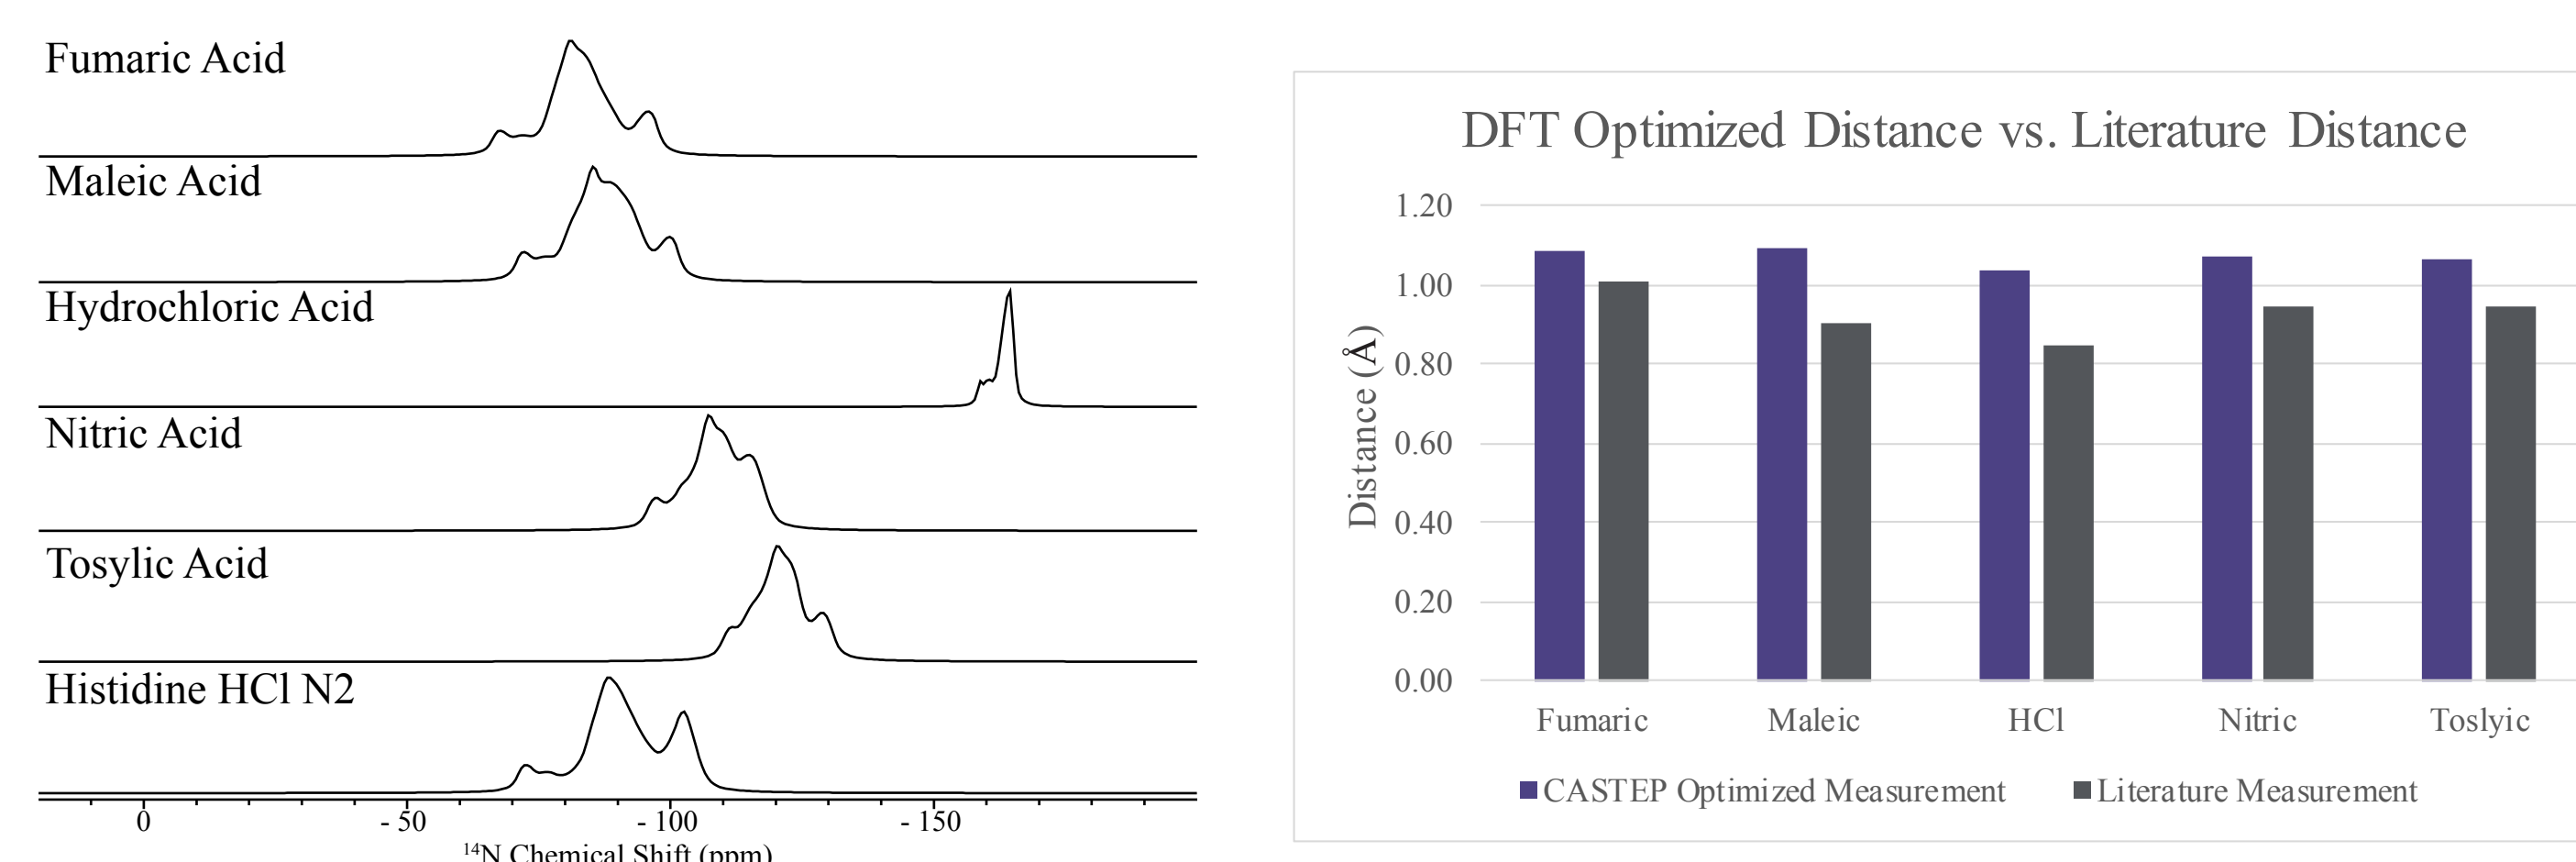 Fumaric Acid
Maleic Acid
Hydrochloric Acid
Nitric Acid
Tosylic Acid
Histidine HCl N2
0 - 50 - 100 - 150
14N Chemical Shift (ppm)
DFT Optimized Distance vs. Literature Distance
Distance (Å)
1.20
1.00
0.80
0.60
0.40
0.20
0.00
Fumaric Maleic HCl Nitric Toslyic
CASTEP Optimized Measurement Literature Measurement